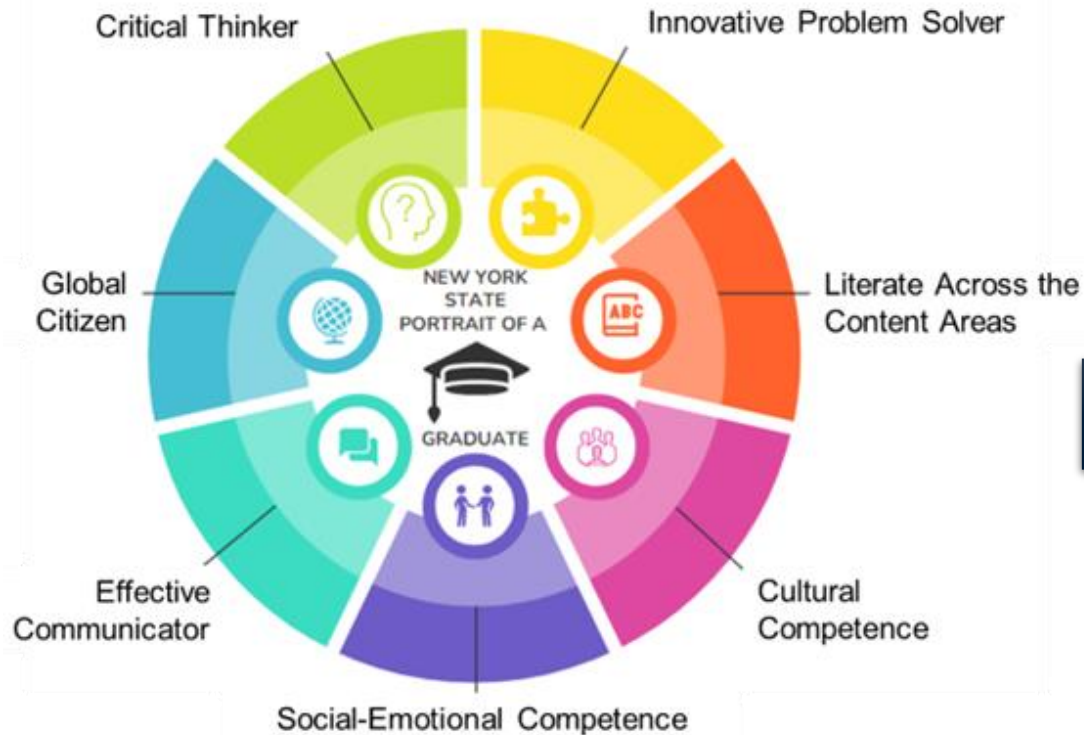 Critical Thinker
Innovative Problem Solver
Global
Citizen
NEW YORK
STATE
PORTRAIT OF A
GRADUATE
ABC
Literate Across the
Content Areas
Effective
Communicator
Cultural
Competence
Social-Emotional Competence
?